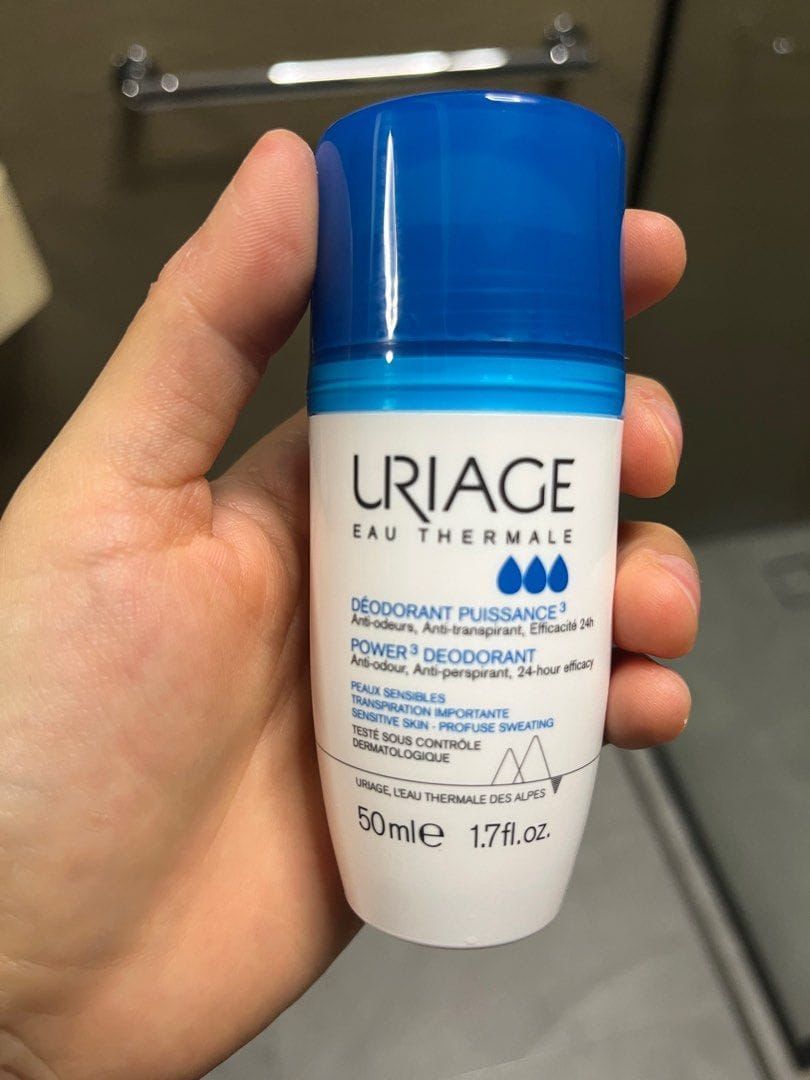 URIAGE
EAU THERMALE
DÉODORANT PUISSANCE³
Anti-odeurs, Anti-transpirant, Efficacité 24h
POWER³ DEODORANT
Anti-odour, Anti-perspirant, 24-hour efficacy
PEAUX SENSIBLES
TRANSPIRATION IMPORTANTE
SENSITIVE SKIN - PROFUSE SWEATING
TESTÉ SOUS CONTRÔLE
DERMATOLOGIQUE
URIAGE, L'EAU THERMALE DES ALPES
50 ml e 1.7fl.oz.